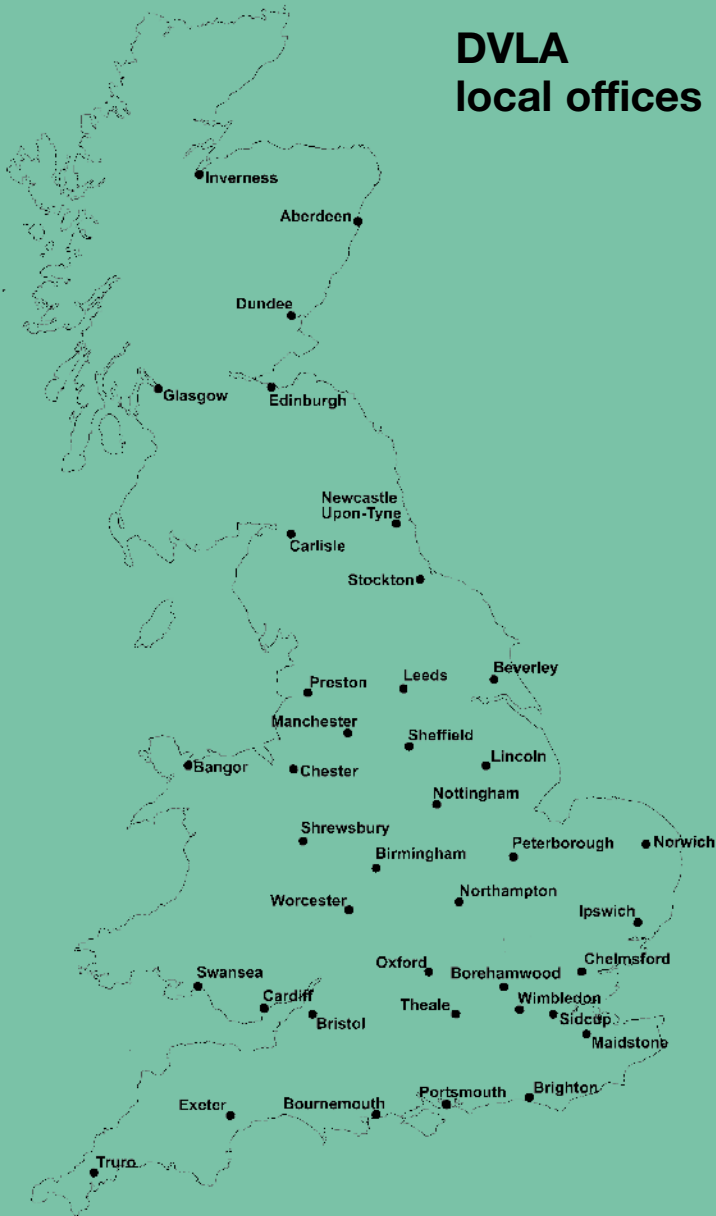 DVLA
local offices
Inverness
Aberdeen
Dundee
Glasgow
Edinburgh
Newcastle
Upon-Tyne
Carlisle
Stockton
Beverley
Leeds
Preston
Manchester
Sheffield
Lincoln
Bangor
Chester
Nottingham
Shrewsbury
Birmingham
Peterborough
Norwich
Worcester
Northampton
Ipswich
Oxford
Chelmsford
Swansea
Borehamwood
Cardiff
Wimbledon
Theale
Bristol
Sidcup
Maidstone
Brighton
Portsmouth
Exeter
Bournemouth
Truro